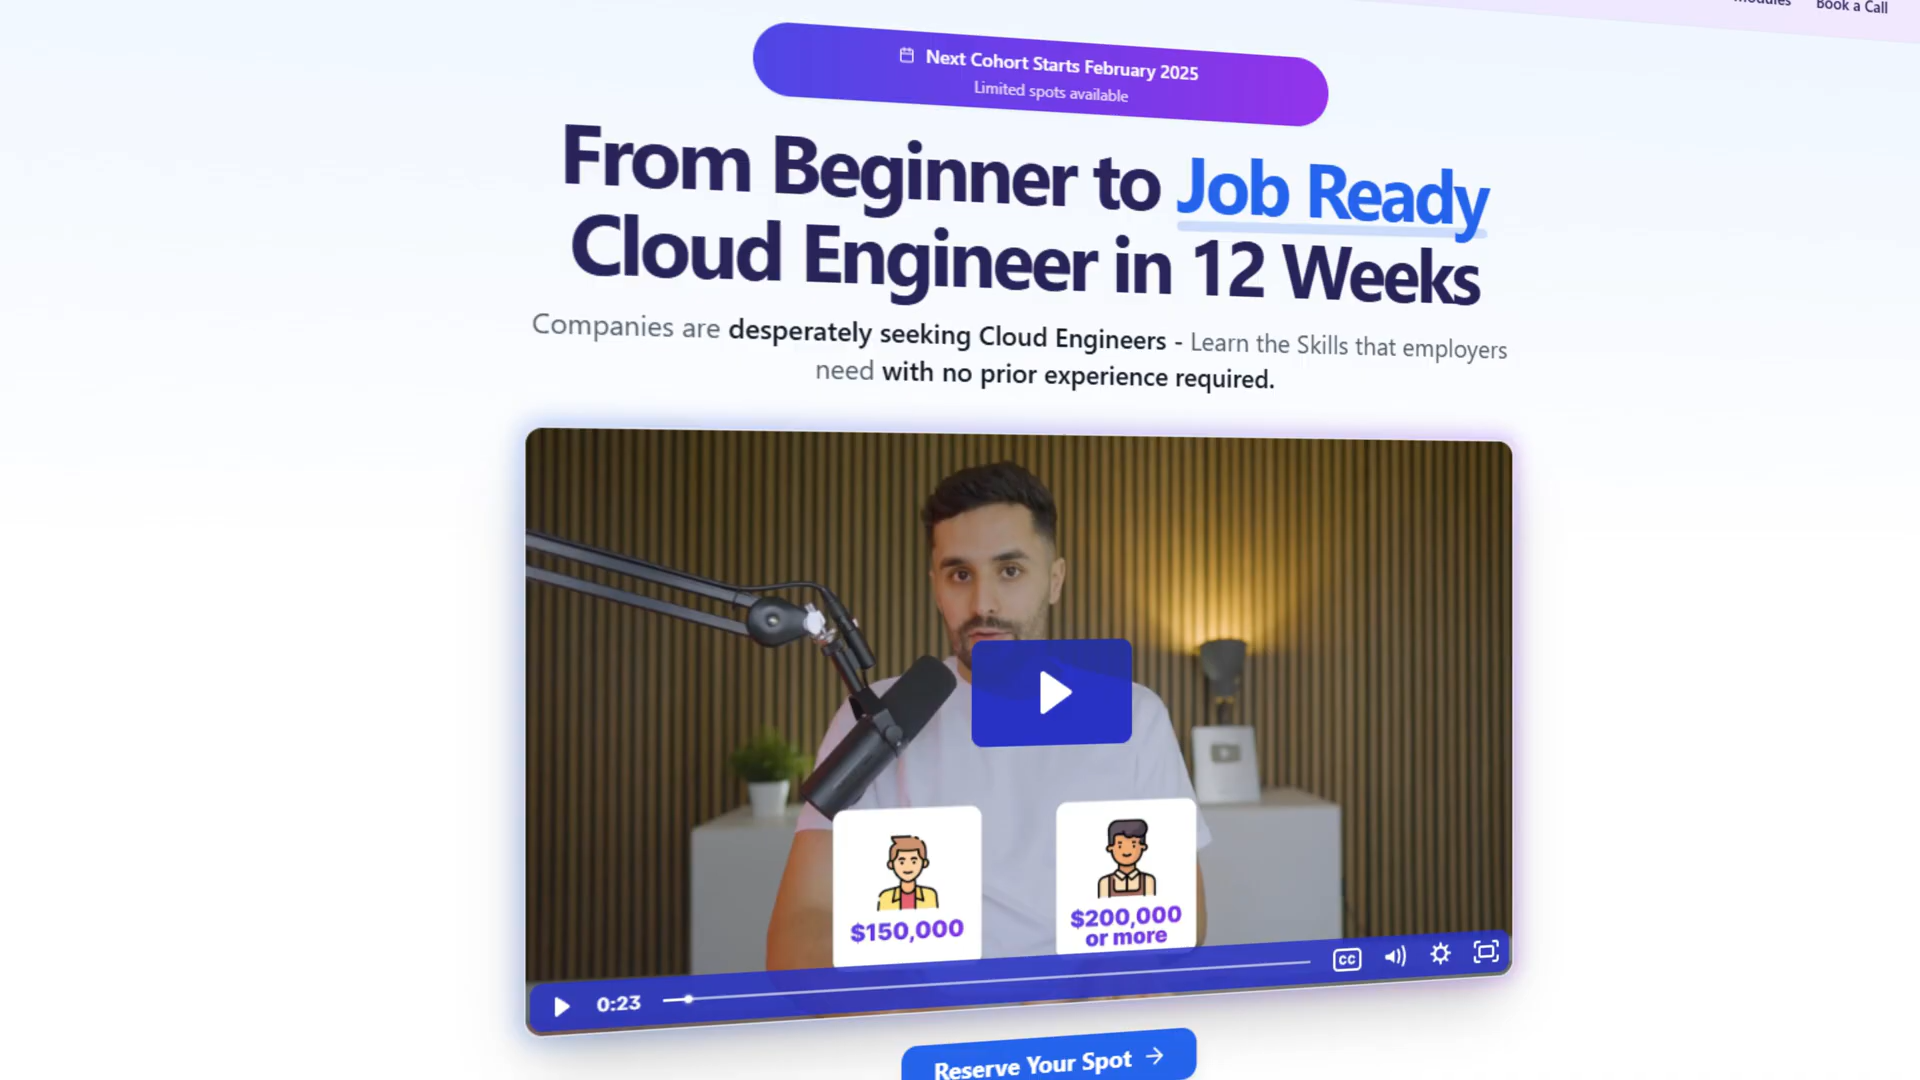 Modules Book a Call
Next Cohort Starts February 2025
Limited spots available
From Beginner to Job Ready
Cloud Engineer in 12 Weeks
Companies are desperately seeking Cloud Engineers - Learn the Skills that employers
need with no prior experience required.
$150,000
$200,000
or more
0:23
CC
Reserve Your Spot →